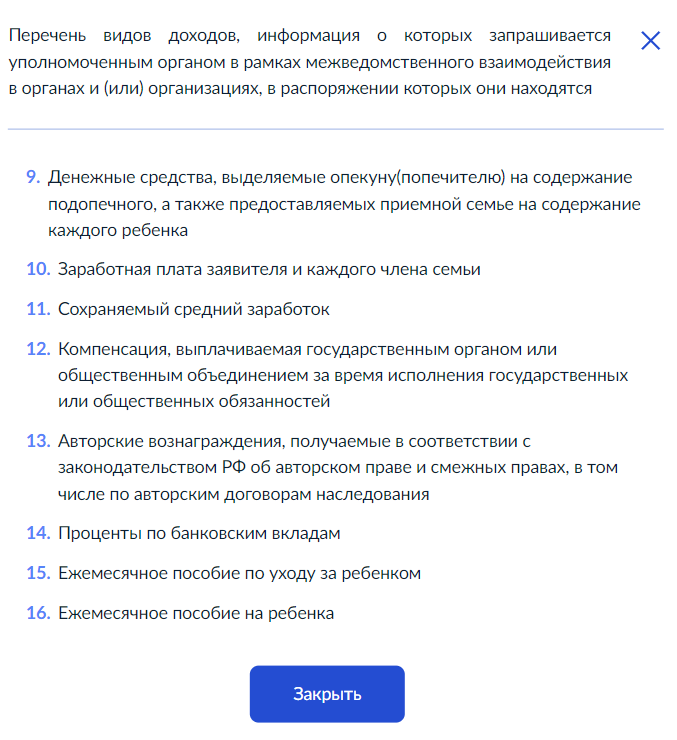 Перечень видов доходов, информация о которых запрашивается
уполномоченным органом в рамках межведомственного взаимодействия
в органах и (или) организациях, в распоряжении которых они находятся
9. Денежные средства, выделяемые опекуну(попечителю) на содержание
подопечного, а также предоставляемых приемной семье на содержание
каждого ребенка
10. Заработная плата заявителя и каждого члена семьи
11. Сохраняемый средний заработок
12. Компенсация, выплачиваемая государственным органом или
общественным объединением за время исполнения государственных
или общественных обязанностей
13. Авторские вознаграждения, получаемые в соответствии с
законодательством РФ об авторском праве и смежных правах, в том
числе по авторским договорам наследования
14. Проценты по банковским вкладам
15. Ежемесячное пособие по уходу за ребенком
16. Ежемесячное пособие на ребенка
Закрыть